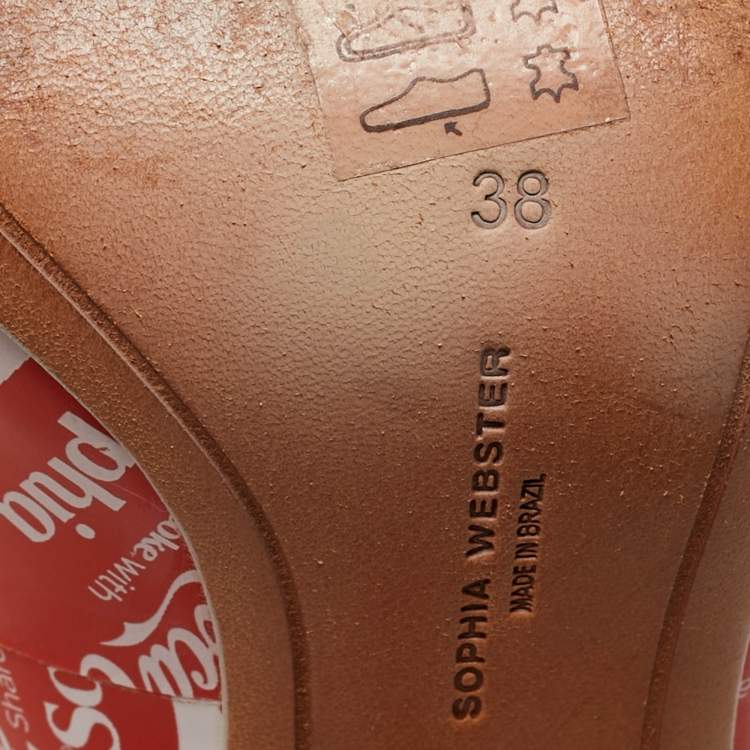 38
SOPHIA WEBSTER
MADE IN BRAZIL
phia
oke with